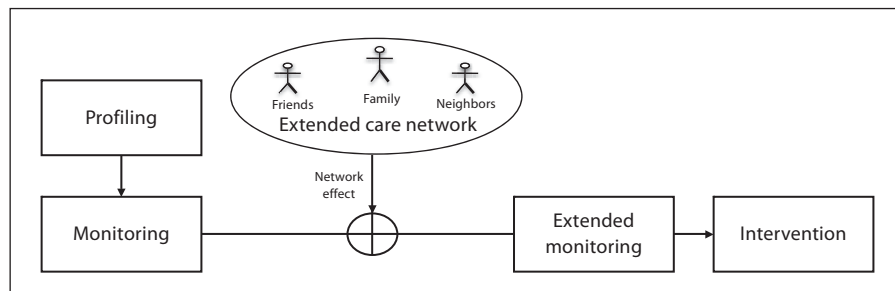 Profiling
Friends
Family
Neighbors
Extended care network
Network
effect
Monitoring
Extended
monitoring
Intervention